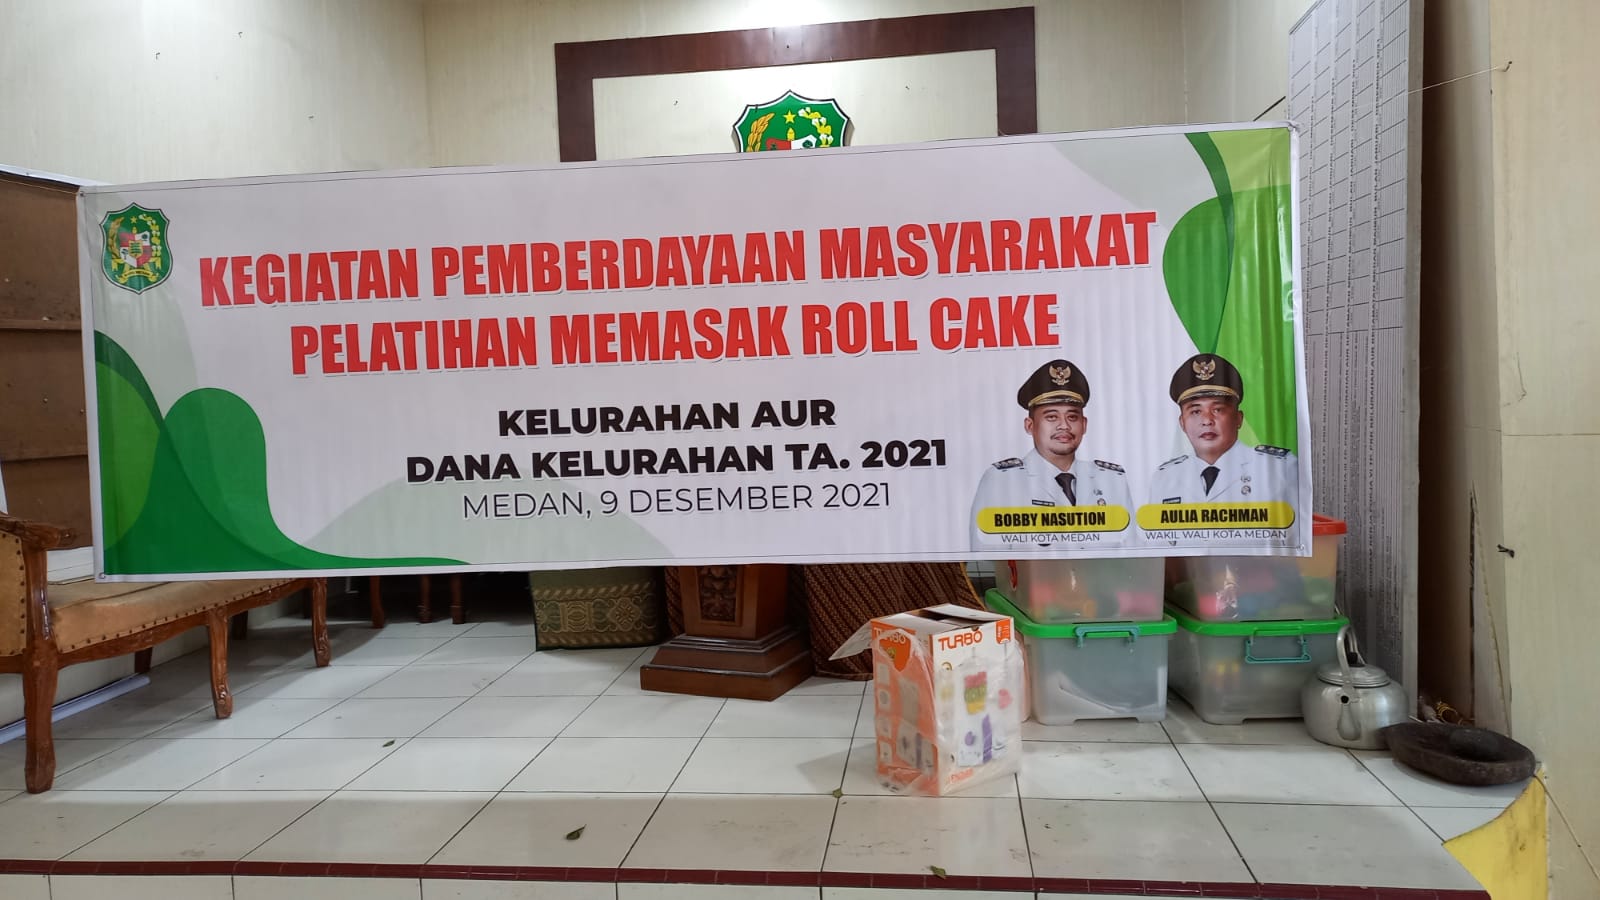 KEGIATAN PEMBERDAYAAN MASYARAKAT
PELATIHAN MEMASAK ROLL CAKE
KELURAHAN AUR
DANA KELURAHAN TA. 2021
MEDAN, 9 DESEMBER 2021
BOBBY NASUTION
WALI KOTA MEDAN
AULIA RACHMAN
WAKIL WALI KOTA MEDAN
TURBO